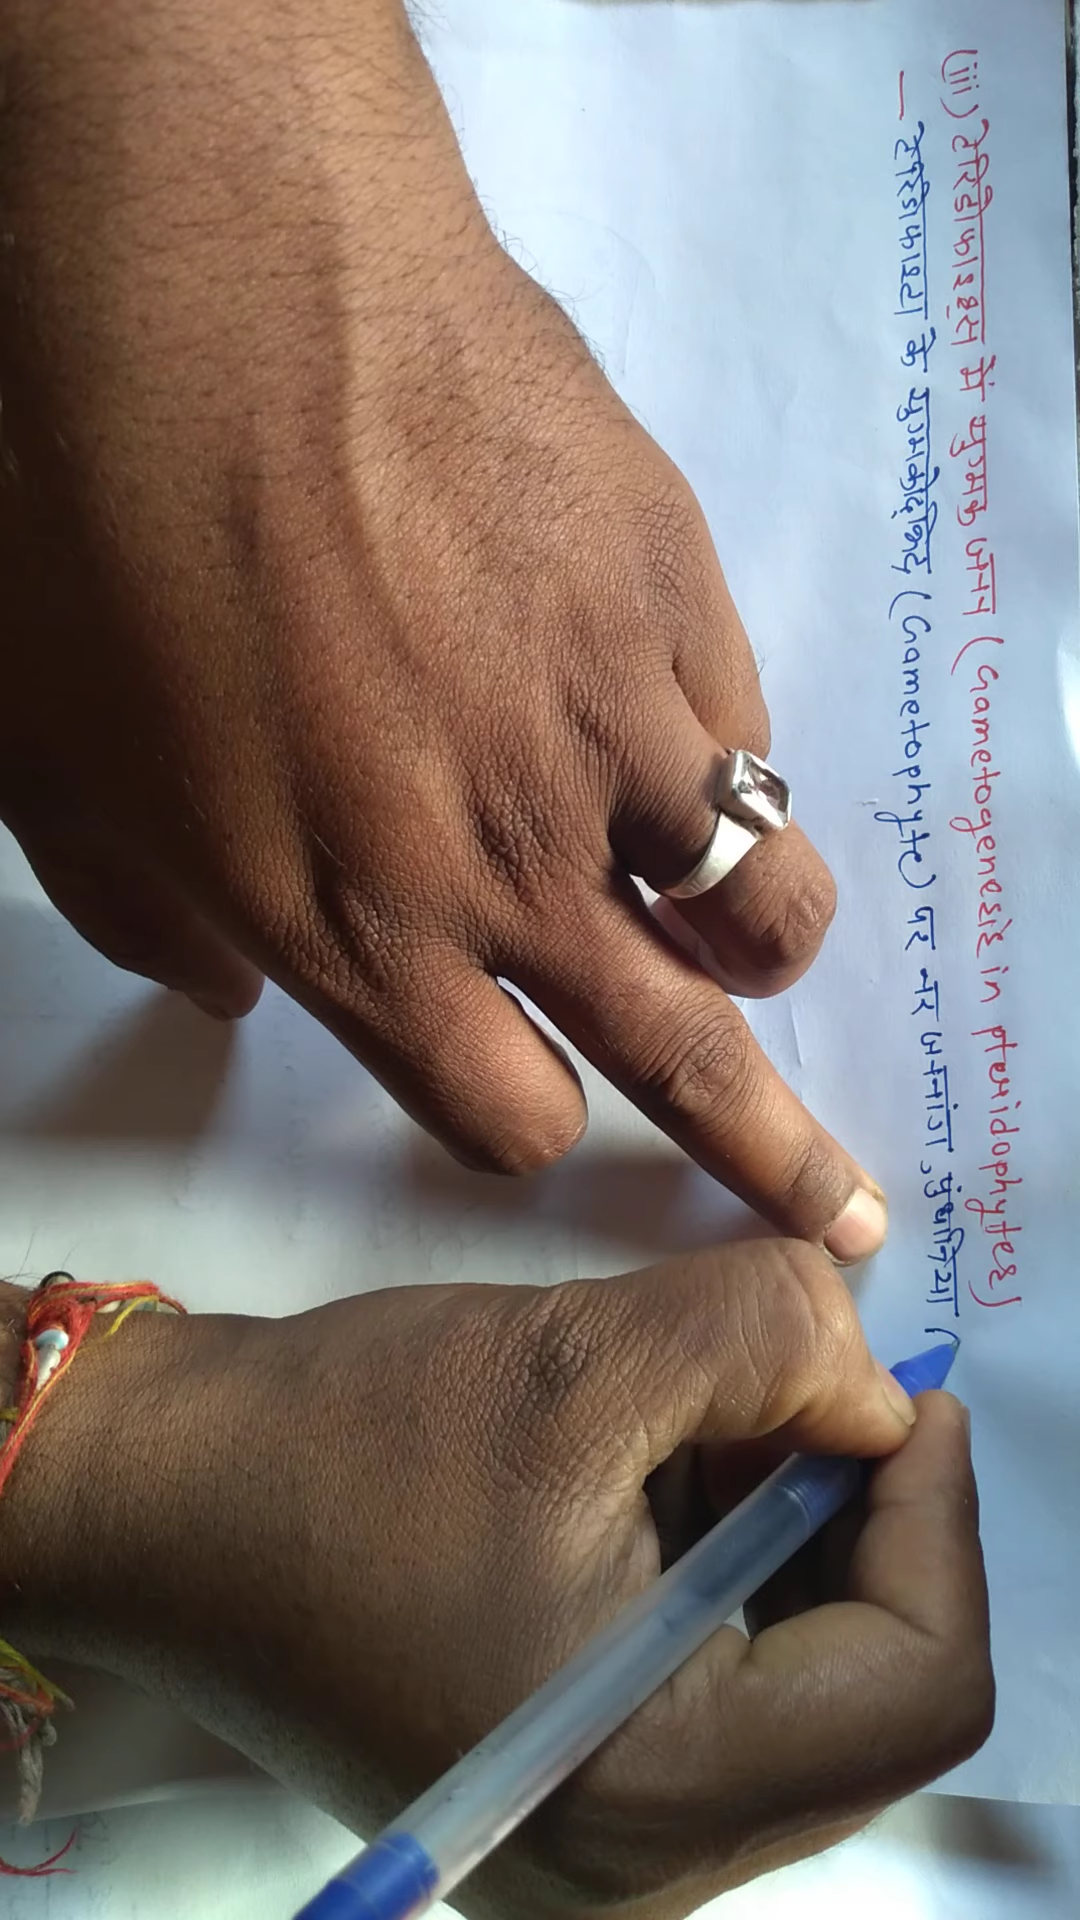 (iii) टेरिडोफाइट्स में युग्मक जनन (Gametogenesis in pteridophytes)
— टेरिडोफाइटा के युग्मकोद्भिद् (Gametophyte) पर नर जननांग पुंधानिया (